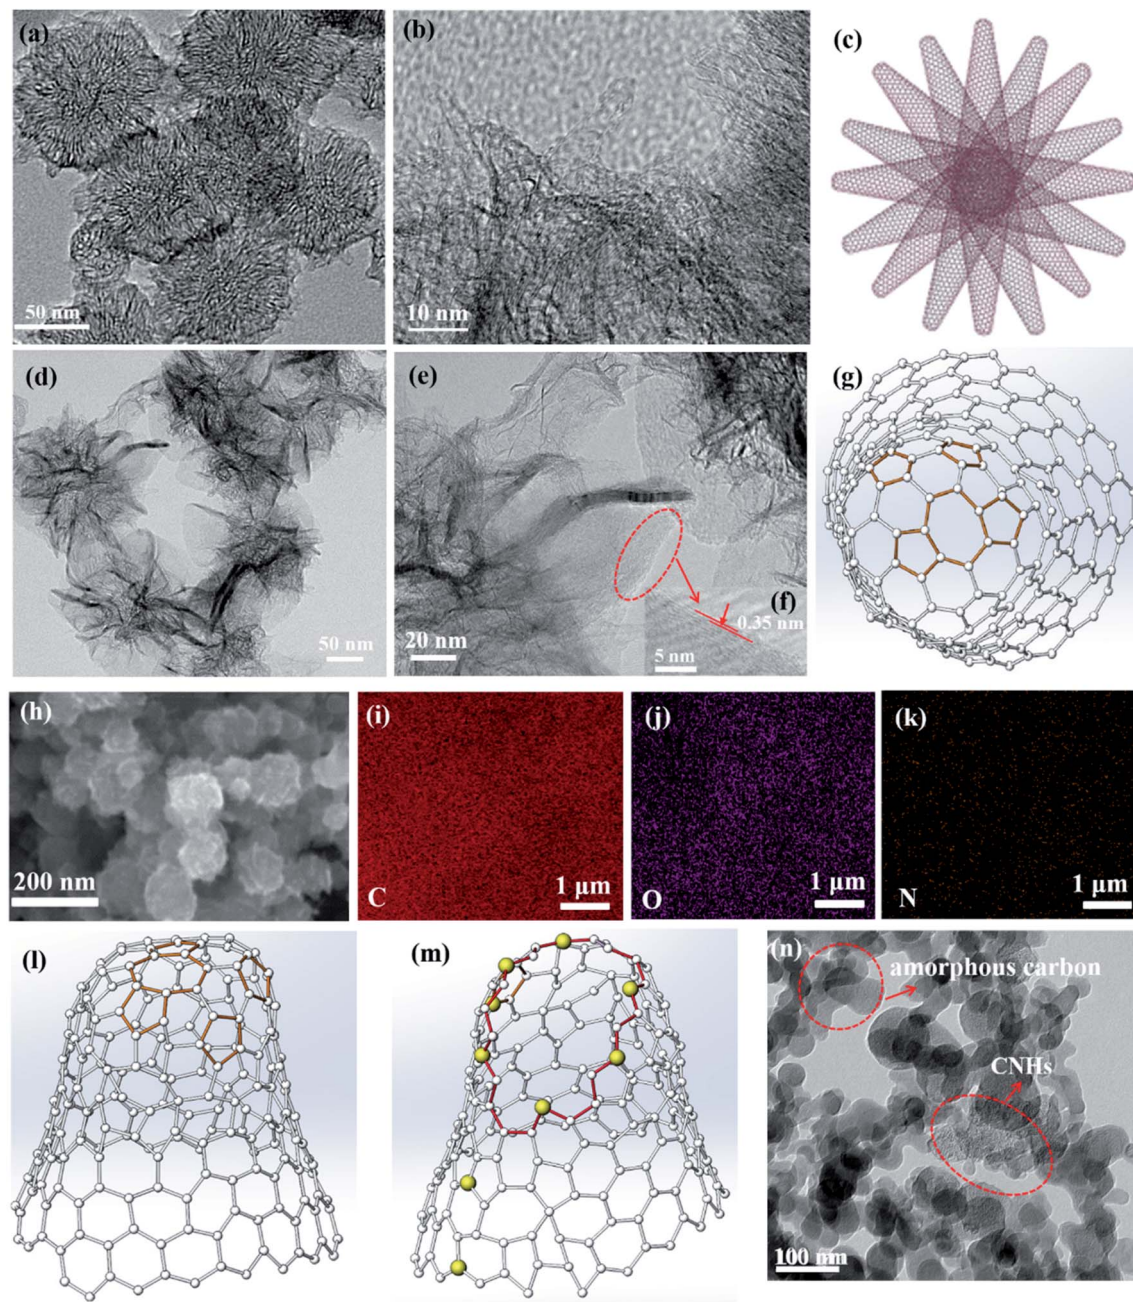 (a)
50 nm
(b)
10 nm
(c)
(d)
50 nm
(e)
20 nm
(f)
0.35 nm
5 nm
(g)
(h)
200 nm
(i)
C
1 μm
(j)
O
1 μm
(k)
N
1 μm
(l)
(m)
(n)
amorphous carbon
CNHs
100 nm